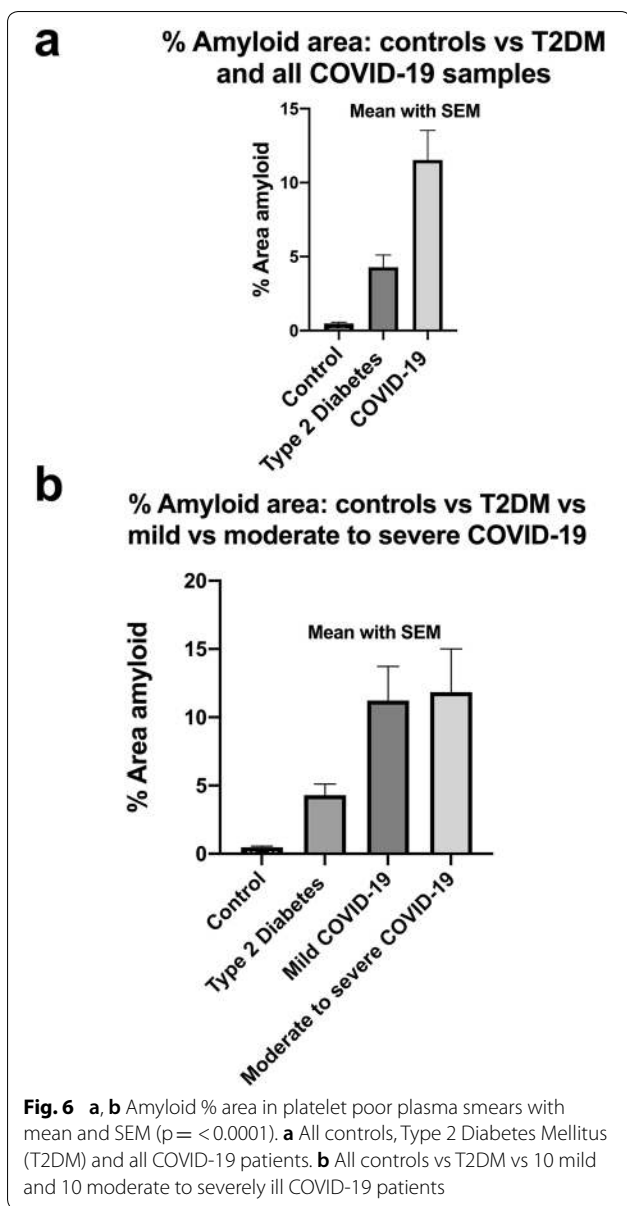 a
% Amyloid area: controls vs T2DM
and all COVID-19 samples
Mean with SEM
% Area amyloid
15
10
5
0
Control
Type 2 Diabetes
COVID-19
b
% Amyloid area: controls vs T2DM vs
mild vs moderate to severe COVID-19
Mean with SEM
% Area amyloid
20
15
10
5
0
Control
Type 2 Diabetes
Mild COVID-19
Moderate to severe COVID-19
Fig. 6 a, b Amyloid % area in platelet poor plasma smears with
mean and SEM (p = < 0.0001). a All controls, Type 2 Diabetes Mellitus
(T2DM) and all COVID-19 patients. b All controls vs T2DM vs 10 mild
and 10 moderate to severely ill COVID-19 patients